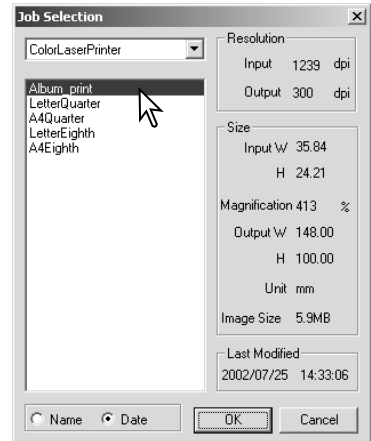 Job Selection
ColorLaserPrinter
Album_print
LetterQuarter
A4Quarter
LetterEighth
A4Eighth
Name Date
Resolution
Input 1239 dpi
Output 300 dpi
Size
Input W 35.84
H 24.21
Magnification 413 %
Output W 148.00
H 100.00
Unit mm
Image Size 5.9MB
Last Modified
2002/07/25 14:33:06
OK Cancel